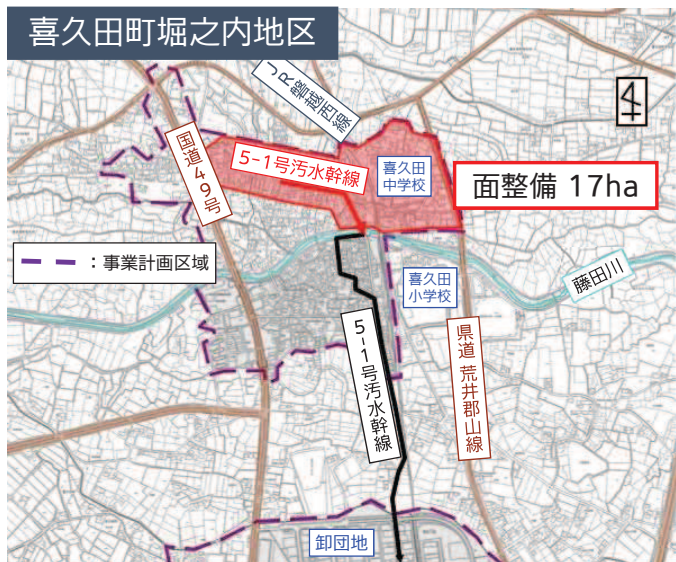 喜久田町堀之内地区
JR磐越西線
国道49号
5-1号汚水幹線
喜久田
中学校
面整備 17ha
：事業計画区域
喜久田
小学校
藤田川
5-1号汚水幹線
県道 荒井郡山線
卸団地